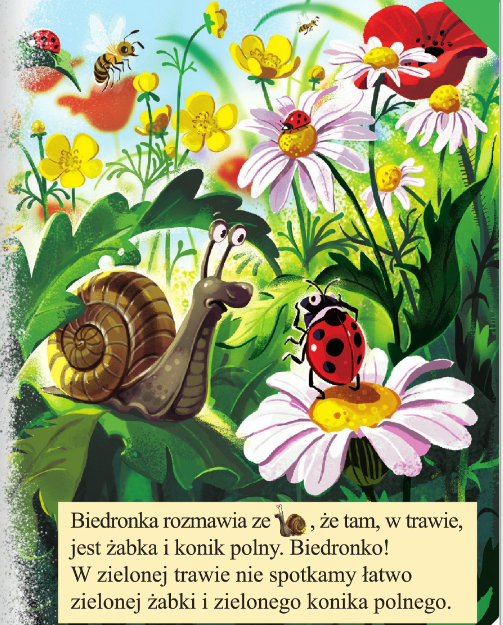 Biedronka rozmawia ze , że tam, w trawie,
jest żabka i konik polny. Biedronko!
W zielonej trawie nie spotkamy łatwo
zielonej żabki i zielonego konika polnego.